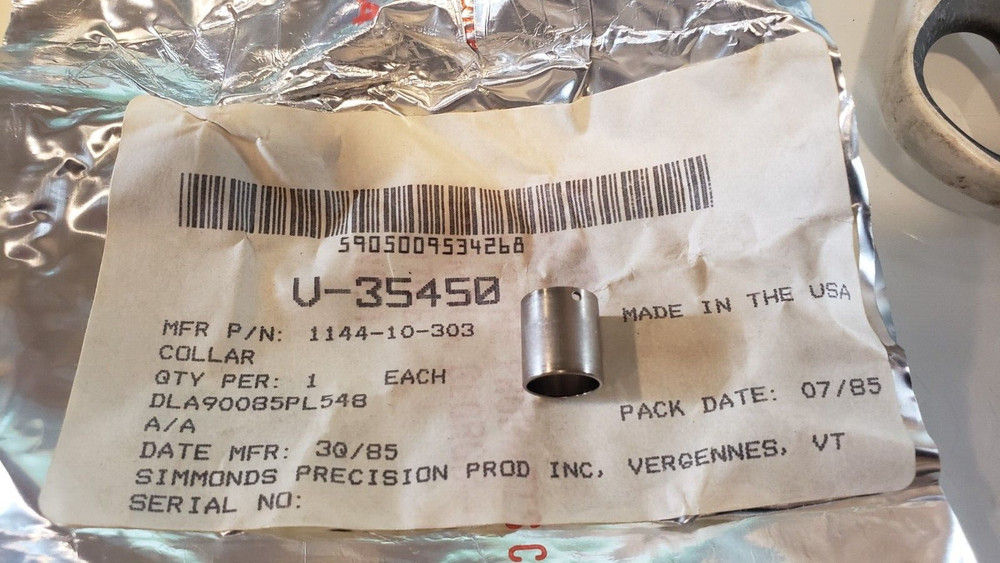 5905009534268
V-35450
MADE IN THE USA
MFR P/N: 1144-10-303
COLLAR
QTY PER: 1 EACH
DLA90085PL548
PACK DATE: 07/85
A/A
DATE MFR: 3Q/85
SIMMONDS PRECISION PROD INC, VERGENNES, VT
SERIAL NO:
C